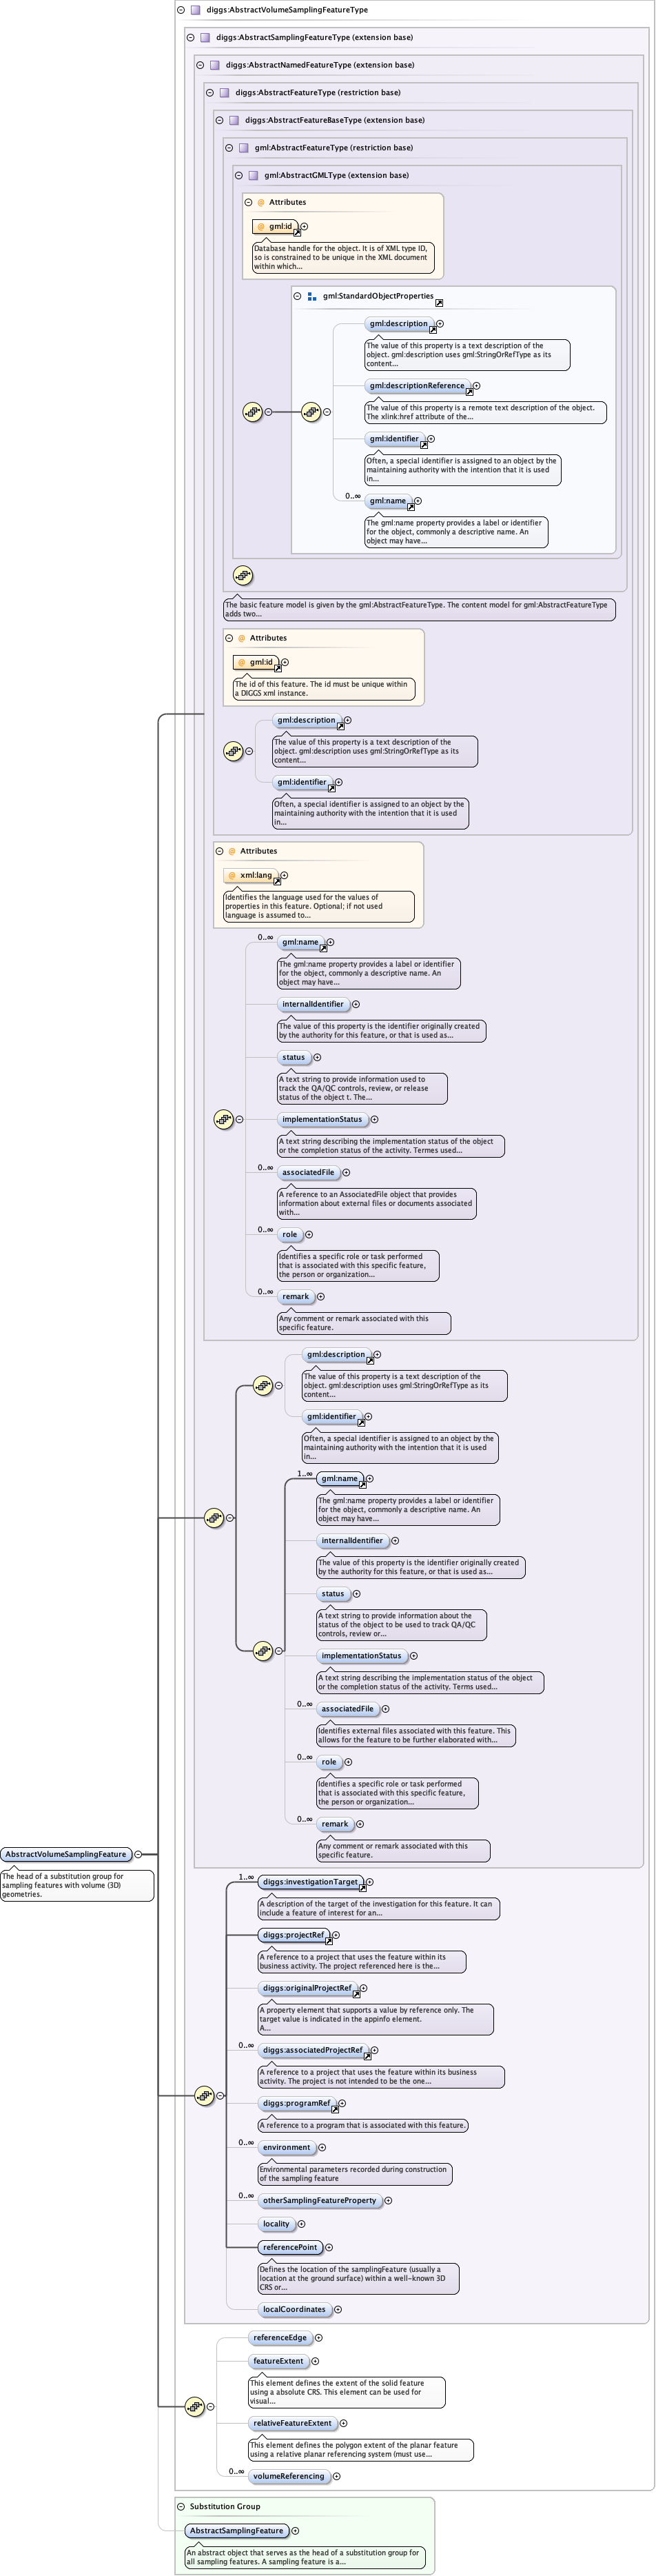 diggs:AbstractVolumeSamplingFeatureType
diggs:AbstractSamplingFeatureType (extension base)
diggs:AbstractNamedFeatureType (extension base)
diggs:AbstractFeatureType (restriction base)
diggs:AbstractFeatureBaseType (extension base)
gml:AbstractFeatureType (restriction base)
gml:AbstractGMLType (extension base)
@ Attributes
@ gml:id
Database handle for the object. It is of XML type ID,
so is constrained to be unique in the XML document
within which...
gml:StandardObjectProperties
gml:description
The value of this property is a text description of the
object. gml:description uses gml:StringOrRefType as its
content...
gml:descriptionReference
The value of this property is a remote text description of the object.
The xlink:href attribute of the...
gml:identifier
Often, a special identifier is assigned to an object by the
maintaining authority with the intention that it is used
in...
0..∞
gml:name
The gml:name property provides a label or identifier
for the object, commonly a descriptive name. An
object may have...
The basic feature model is given by the gml:AbstractFeatureType. The content model for gml:AbstractFeatureType
adds two...
@ Attributes
@ gml:id
The id of this feature. The id must be unique within
a DIGGS xml instance.
gml:description
The value of this property is a text description of the
object. gml:description uses gml:StringOrRefType as its
content...
gml:identifier
Often, a special identifier is assigned to an object by the
maintaining authority with the intention that it is used
in...
@ Attributes
@ xml:lang
Identifies the language used for the values of
properties in this feature. Optional; if not used
language is assumed to...
0..∞
gml:name
The gml:name property provides a label or identifier
for the object, commonly a descriptive name. An
object may have...
internalIdentifier
The value of this property is the identifier originally created
by the authority for this feature, or that is used as...
status
A text string to provide information used to
track the QA/QC controls, review, or release
status of the object t. The...
implementationStatus
A text string describing the implementation status of the object
or the completion status of the activity. Termes used...
0..∞
associatedFile
A reference to an AssociatedFile object that provides
information about external files or documents associated
with...
0..∞
role
Identifies a specific role or task performed
that is associated with this specific feature,
the person or organization...
0..∞
remark
Any comment or remark associated with this
specific feature.
gml:description
The value of this property is a text description of the
object. gml:description uses gml:StringOrRefType as its
content...
gml:identifier
Often, a special identifier is assigned to an object by the
maintaining authority with the intention that it is used
in...
1..∞
gml:name
The gml:name property provides a label or identifier
for the object, commonly a descriptive name. An
object may have...
internalIdentifier
The value of this property is the identifier originally created
by the authority for this feature, or that is used as...
status
A text string to provide information about the
status of the object to be used to track QA/QC
controls, review or...
implementationStatus
A text string describing the implementation status of the object
or the completion status of the activity. Terms used...
0..∞
associatedFile
Identifies external files associated with this feature. This
allows for the feature to be further elaborated with...
0..∞
role
Identifies a specific role or task performed
that is associated with this specific feature,
the person or organization...
0..∞
remark
Any comment or remark associated with this
specific feature.
AbstractVolumeSamplingFeature
The head of a substitution group for
sampling features with volume (3D)
geometries.
1..∞
diggs:investigationTarget
A description of the target of the investigation for this feature. It can
include a feature of interest for an...
diggs:projectRef
A reference to a project that uses the feature within its
business activity. The project referenced here is the...
diggs:originalProjectRef
A property element that supports a value by reference only. The
target value is indicated in the appinfo element.
A...
0..∞
diggs:associatedProjectRef
A reference to a project that uses the feature within its business
activity. The project is not intended to be the one...
diggs:programRef
A reference to a program that is associated with this feature.
0..∞
environment
Environmental parameters recorded during construction
of the sampling feature
0..∞
otherSamplingFeatureProperty
locality
referencePoint
Defines the location of the samplingFeature (usually a
location at the ground surface) within a well-known 3D
CRS or...
localCoordinates
referenceEdge
featureExtent
This element defines the extent of the solid feature
using a absolute CRS. This element can be used for
visual...
relativeFeatureExtent
This element defines the polygon extent of the planar feature
using a relative planar referencing system (must use...
0..∞
volumeReferencing
Substitution Group
AbstractSamplingFeature
An abstract object that serves as the head of a substitution group for
all sampling features. A sampling feature is a...